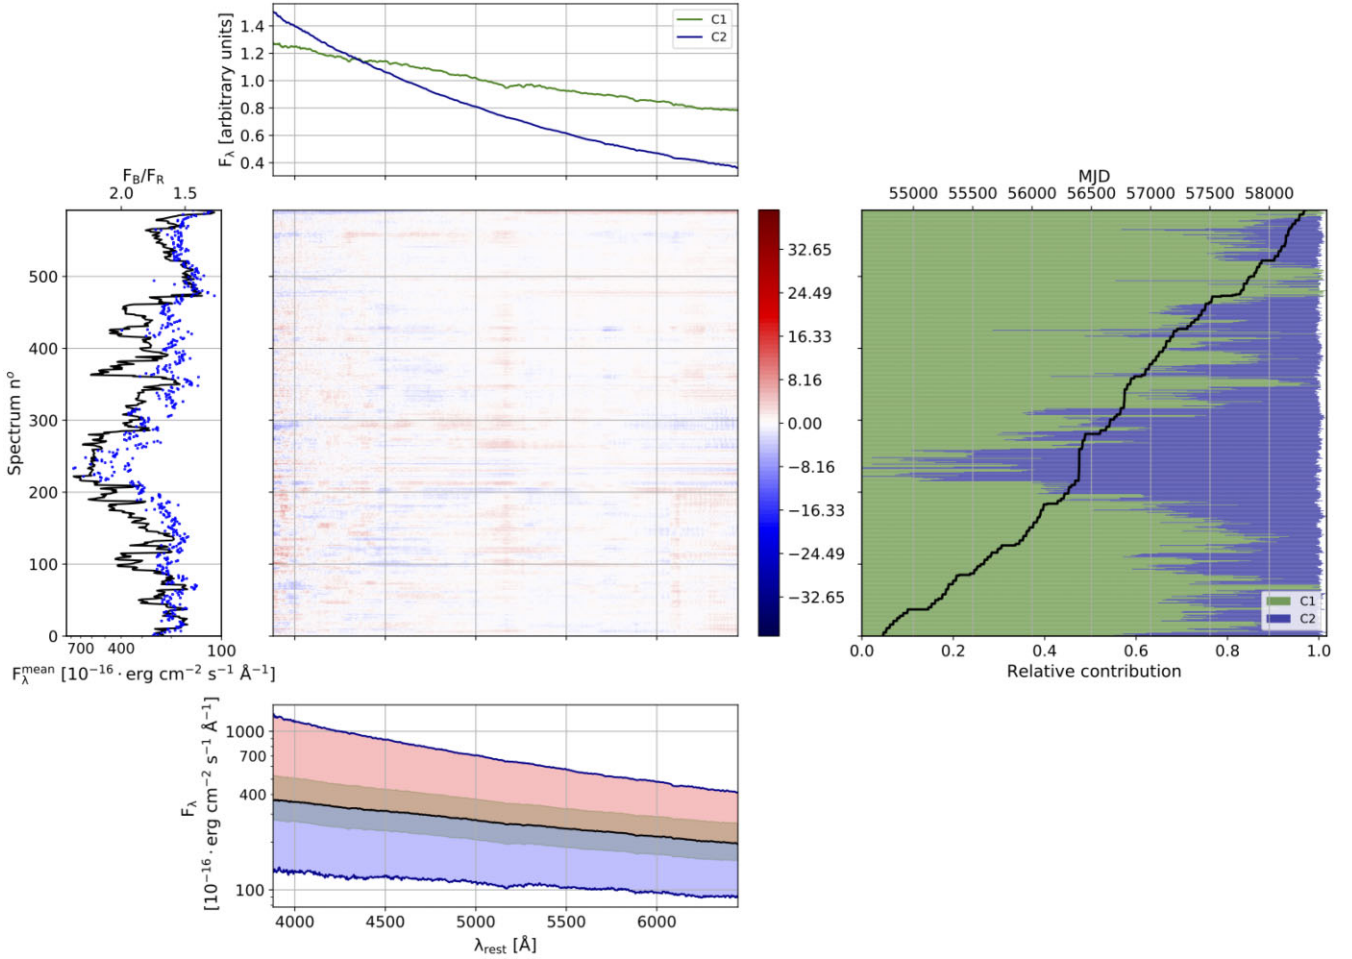 F_λ [arbitrary units]
1.4
1.2
1.0
0.8
0.6
0.4
C1
C2
F_B/F_R
2.0 1.5
Spectrum nº
500
400
300
200
100
0
700 400 100
F_λ^mean [10⁻¹⁶ · erg cm⁻² s⁻¹ Å⁻¹]
32.65
24.49
16.33
8.16
0.00
−8.16
−16.33
−24.49
−32.65
MJD
55000 55500 56000 56500 57000 57500 58000
C1
C2
0.0 0.2 0.4 0.6 0.8 1.0
Relative contribution
F_λ
[10⁻¹⁶ · erg cm⁻² s⁻¹ Å⁻¹]
1000
700
400
100
4000 4500 5000 5500 6000
λ_rest [Å]